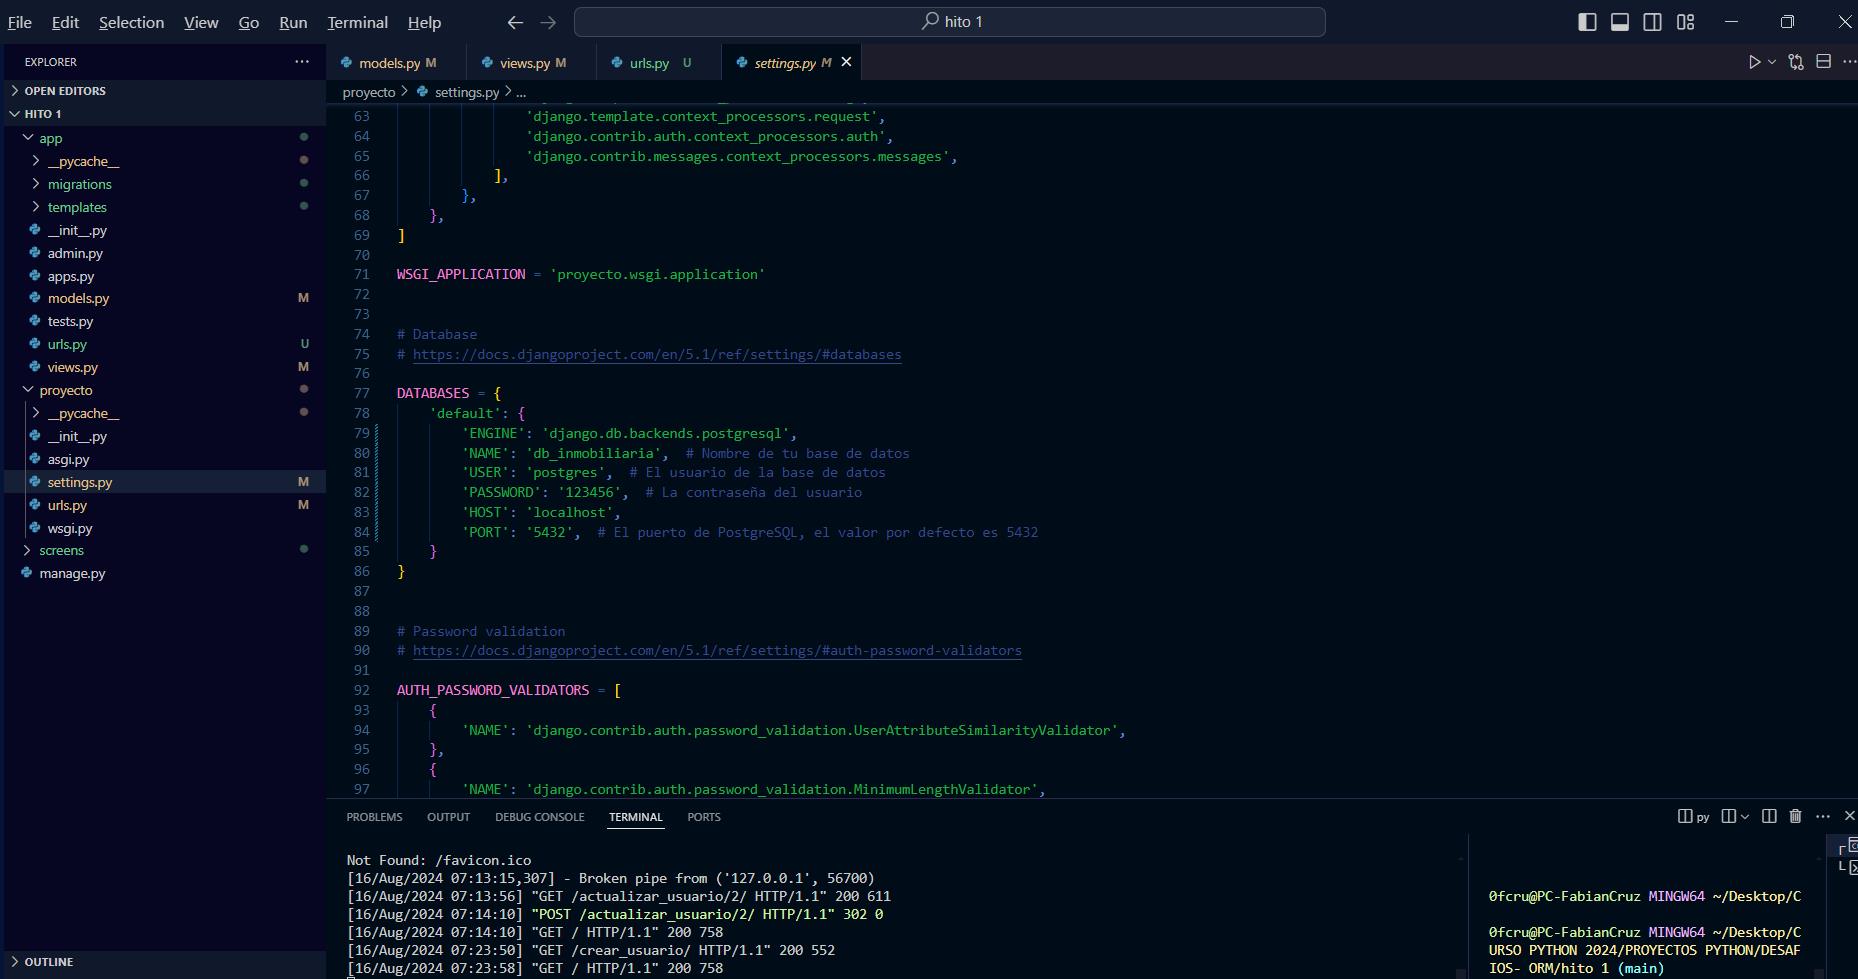 File Edit Selection View Go Run Terminal Help
hito 1
EXPLORER
OPEN EDITORS
HITO 1
app
__pycache__
migrations
templates
__init__.py
admin.py
apps.py
models.py M
tests.py
urls.py U
views.py M
proyecto
__pycache__
__init__.py
asgi.py
settings.py M
urls.py M
wsgi.py
screens
manage.py
OUTLINE
models.py M views.py M urls.py U settings.py M
proyecto > settings.py > ...
63 'django.template.context_processors.request',
64 'django.contrib.auth.context_processors.auth',
65 'django.contrib.messages.context_processors.messages',
66 ],
67 },
68 },
69 ]
70
71 WSGI_APPLICATION = 'proyecto.wsgi.application'
72
73
74 # Database
75 # https://docs.djangoproject.com/en/5.1/ref/settings/#databases
76
77 DATABASES = {
78 'default': {
79 'ENGINE': 'django.db.backends.postgresql',
80 'NAME': 'db_inmobiliaria', # Nombre de tu base de datos
81 'USER': 'postgres', # El usuario de la base de datos
82 'PASSWORD': '123456', # La contraseña del usuario
83 'HOST': 'localhost',
84 'PORT': '5432', # El puerto de PostgreSQL, el valor por defecto es 5432
85 }
86 }
87
88
89 # Password validation
90 # https://docs.djangoproject.com/en/5.1/ref/settings/#auth-password-validators
91
92 AUTH_PASSWORD_VALIDATORS = [
93 {
94 'NAME': 'django.contrib.auth.password_validation.UserAttributeSimilarityValidator',
95 },
96 {
97 'NAME': 'django.contrib.auth.password_validation.MinimumLengthValidator',
PROBLEMS OUTPUT DEBUG CONSOLE TERMINAL PORTS
py
Not Found: /favicon.ico
[16/Aug/2024 07:13:15,307] - Broken pipe from ('127.0.0.1', 56700)
[16/Aug/2024 07:13:56] "GET /actualizar_usuario/2/ HTTP/1.1" 200 611
[16/Aug/2024 07:14:10] "POST /actualizar_usuario/2/ HTTP/1.1" 302 0
[16/Aug/2024 07:14:10] "GET / HTTP/1.1" 200 758
[16/Aug/2024 07:23:50] "GET /crear_usuario/ HTTP/1.1" 200 552
[16/Aug/2024 07:23:58] "GET / HTTP/1.1" 200 758
0fcru@PC-FabianCruz MINGW64 ~/Desktop/C
0fcru@PC-FabianCruz MINGW64 ~/Desktop/C
URSO PYTHON 2024/PROYECTOS PYTHON/DESAF
IOS- ORM/hito 1 (main)